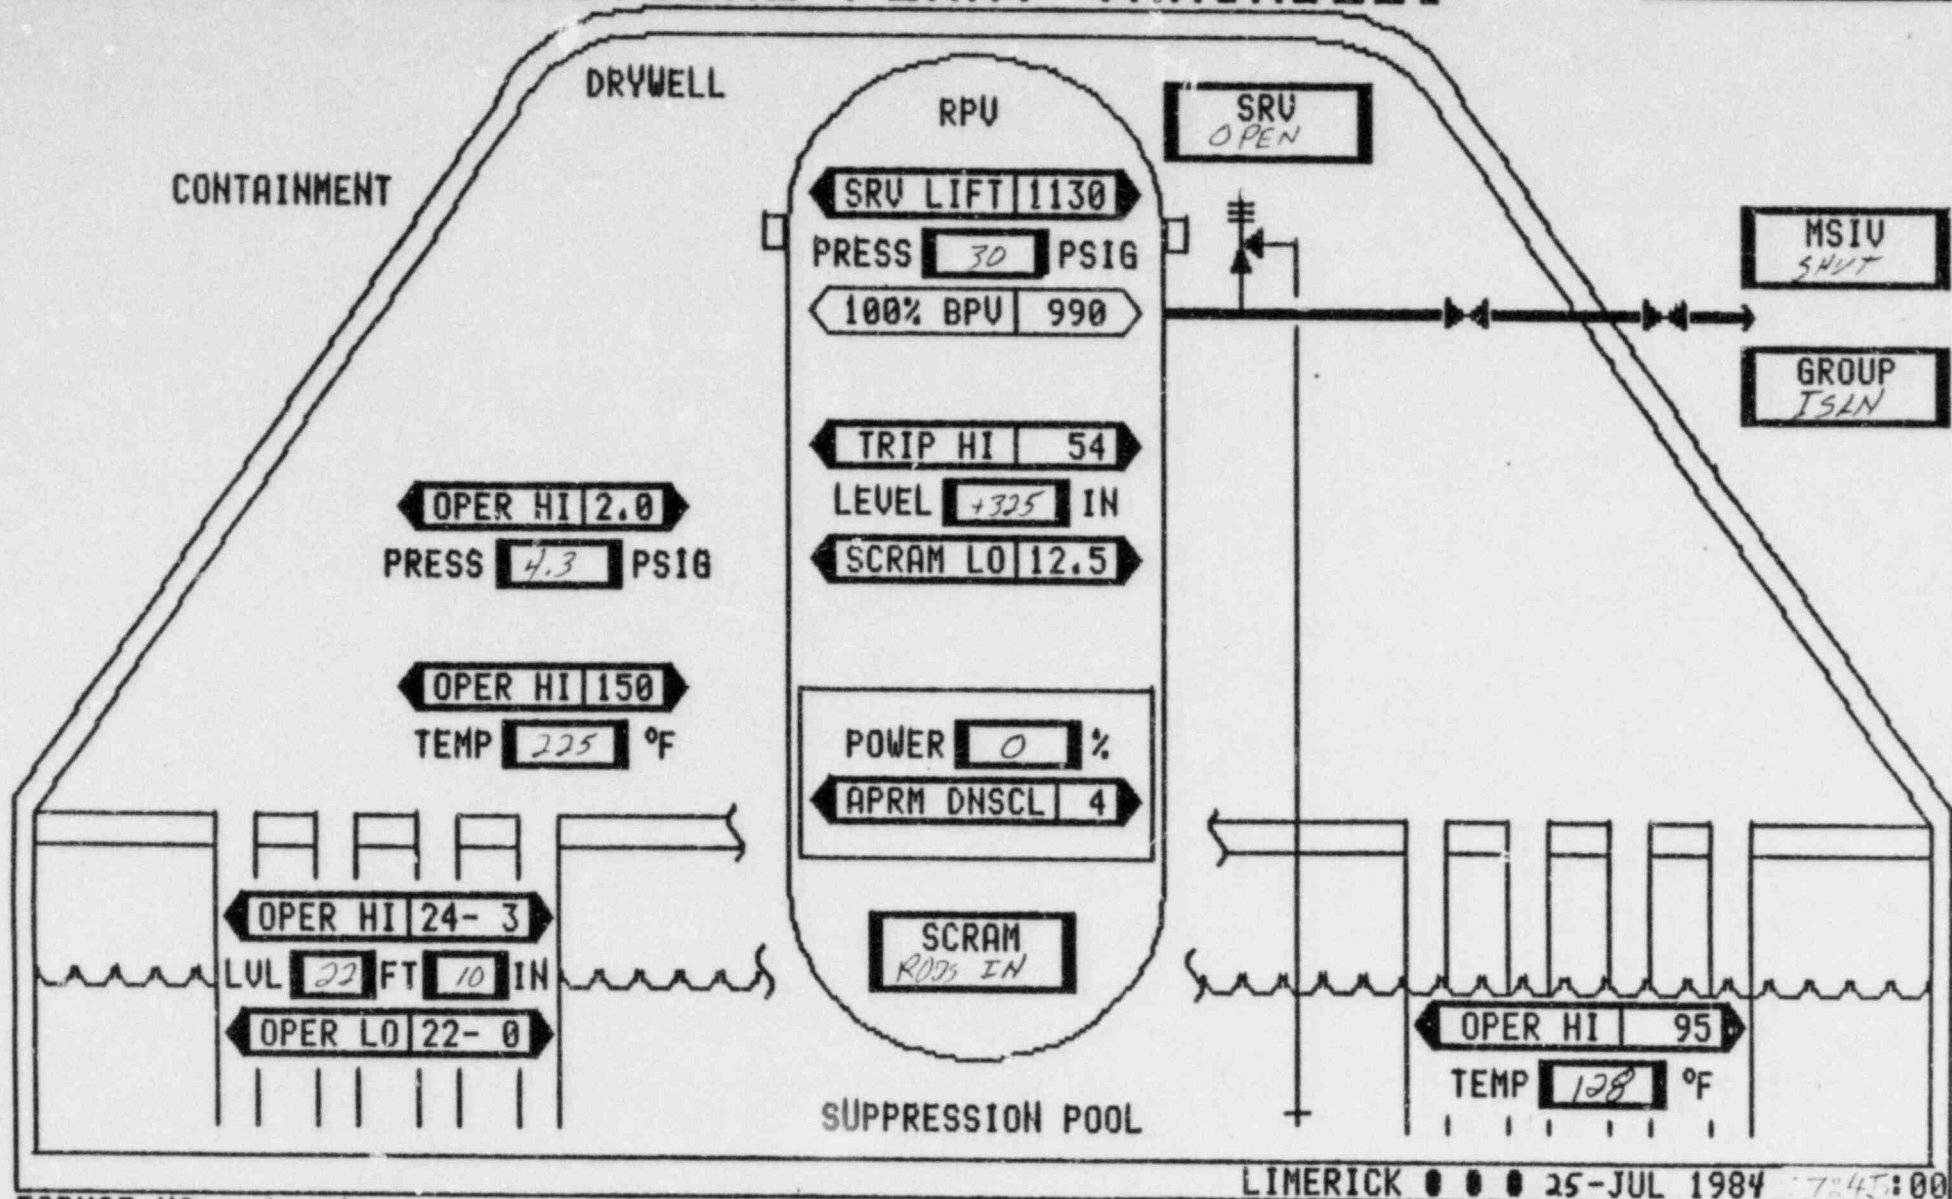 DRYWELL
RPV
SRV
OPEN
CONTAINMENT
SRV LIFT 1130
PRESS 30 PSIG
MSIV
SHUT
100% BPV 990
GROUP
ISLN
TRIP HI 54
OPER HI 2.0
LEVEL +325 IN
PRESS 4.3 PSIG
SCRAM LO 12.5
OPER HI 150
TEMP 225 °F
POWER 0 %
APRM DNSCL 4
OPER HI 24- 3
SCRAM
RODS IN
LVL 22 FT 10 IN
OPER LO 22- 0
OPER HI 95
TEMP 128 °F
SUPPRESSION POOL
LIMERICK 25-JUL 1984 :00